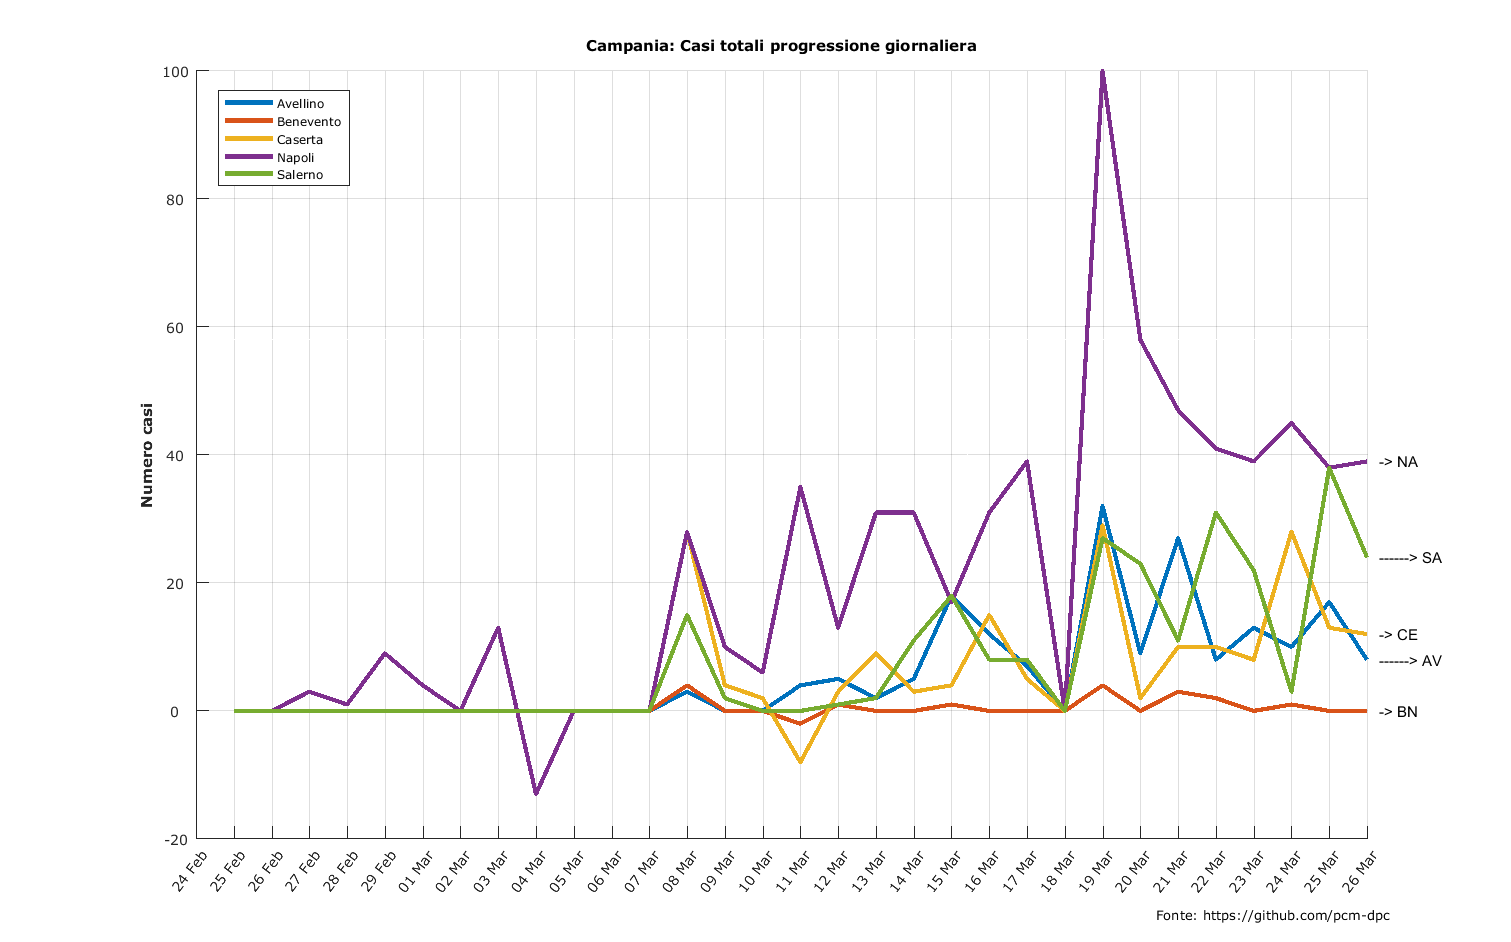 Campania: Casi totali progressione giornaliera
100
80
60
40
20
0
-20
Numero casi
Avellino
Benevento
Caserta
Napoli
Salerno
-> NA
------> SA
-> CE
------> AV
-> BN
24 Feb
25 Feb
26 Feb
27 Feb
28 Feb
29 Feb
01 Mar
02 Mar
03 Mar
04 Mar
05 Mar
06 Mar
07 Mar
08 Mar
09 Mar
10 Mar
11 Mar
12 Mar
13 Mar
14 Mar
15 Mar
16 Mar
17 Mar
18 Mar
19 Mar
20 Mar
21 Mar
22 Mar
23 Mar
24 Mar
25 Mar
26 Mar
Fonte: https://github.com/pcm-dpc